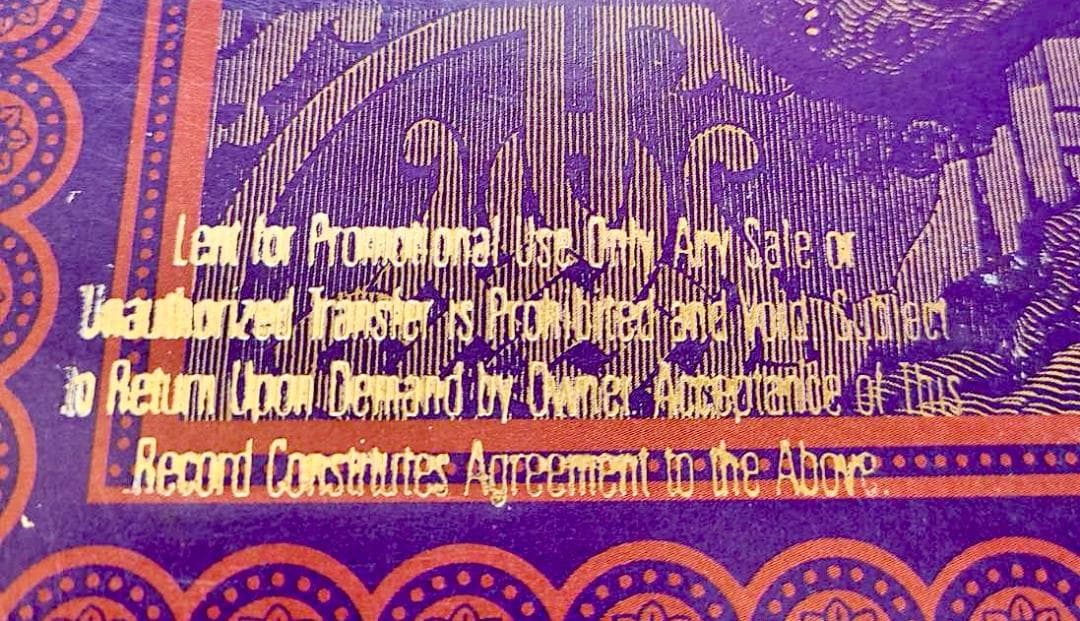 Lent for Promotional Use Only Any Sale or
Unauthorized Transfer is Prohibited and Void Subject
to Return Upon Demand by Owner Acceptance of This
Record Constitutes Agreement to the Above.